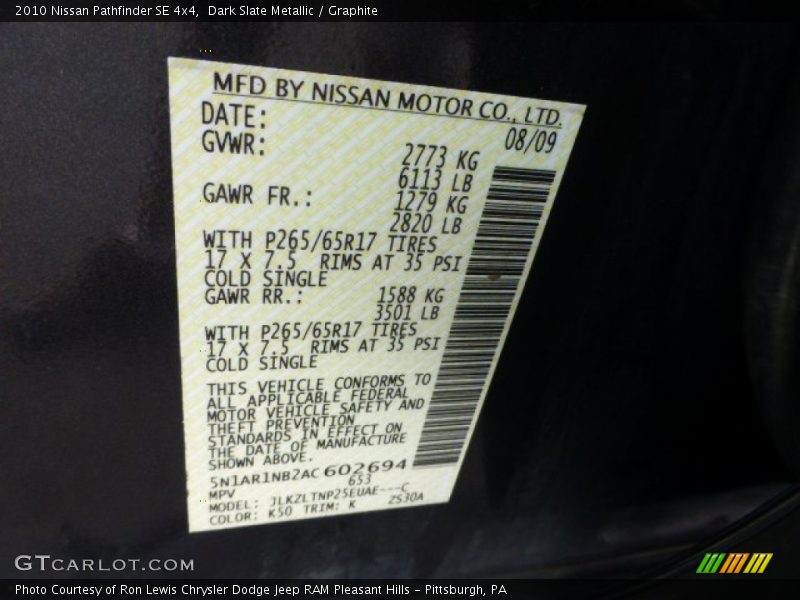 2010 Nissan Pathfinder SE 4x4,  Dark Slate Metallic / Graphite
MFD BY NISSAN MOTOR CO., LTD.
DATE: 08/09
GVWR: 2773 KG
6113 LB
GAWR FR.: 1279 KG
2820 LB
WITH P265/65R17 TIRES
17 X 7.5 RIMS AT 35 PSI
COLD SINGLE
GAWR RR.: 1588 KG
3501 LB
WITH P265/65R17 TIRES
17 X 7.5 RIMS AT 35 PSI
COLD SINGLE
THIS VEHICLE CONFORMS TO
ALL APPLICABLE FEDERAL
MOTOR VEHICLE SAFETY AND
THEFT PREVENTION
STANDARDS IN EFFECT ON
THE DATE OF MANUFACTURE
SHOWN ABOVE.
5N1AR1NB2AC602694
MPV 653
MODEL: JLKZLTNP25EUAE---C
COLOR: K50 TRIM: K ZS30A
GTCARLOT.COM
Photo Courtesy of Ron Lewis Chrysler Dodge Jeep RAM Pleasant Hills - Pittsburgh, PA